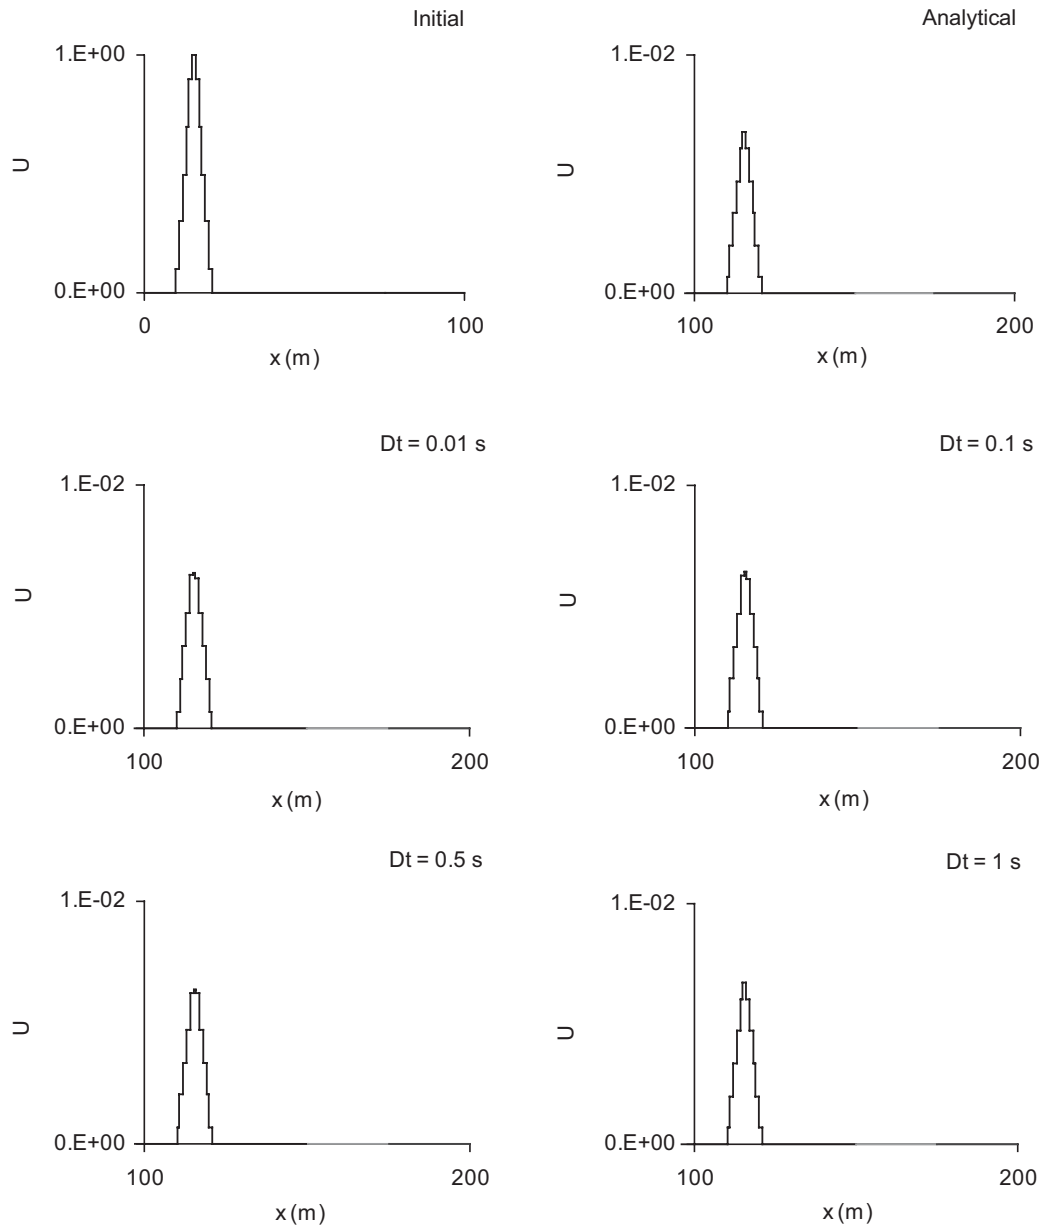 Initial
Analytical
1.E+00
1.E-02
U
U
0.E+00
0.E+00
0
100
100
200
x (m)
x (m)
Dt = 0.01 s
Dt = 0.1 s
1.E-02
1.E-02
U
U
0.E+00
0.E+00
100
200
100
200
x (m)
x (m)
Dt = 0.5 s
Dt = 1 s
1.E-02
1.E-02
U
U
0.E+00
0.E+00
100
200
100
200
x (m)
x (m)